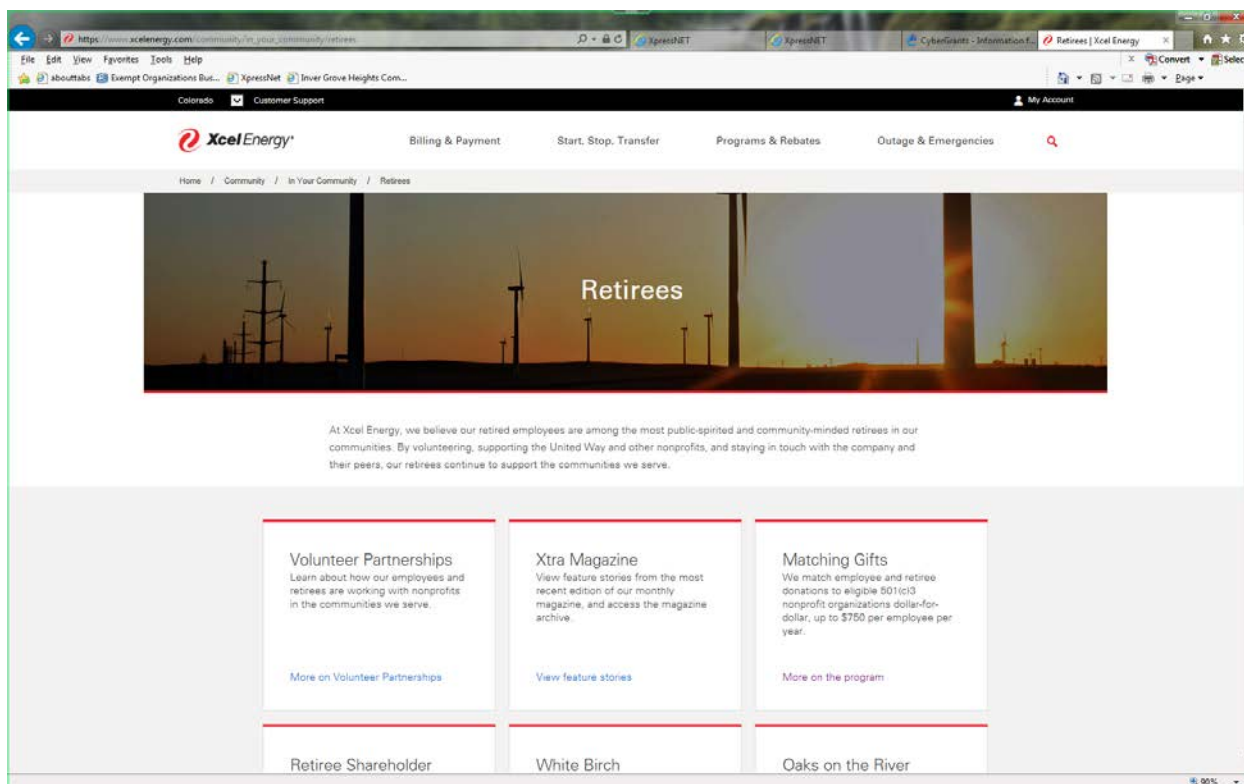 https://www.xcelenergy.com/community/in_your_community/retirees
XpressNET
XpressNET
CyberGrants - Information f...
Retirees | Xcel Energy
File Edit View Favorites Tools Help
Convert
Selec
abouttabs
Exempt Organizations Bus...
XpressNet
Inver Grove Heights Com...
Page
Colorado
Customer Support
My Account
Xcel Energy
Billing & Payment
Start, Stop, Transfer
Programs & Rebates
Outage & Emergencies
Home / Community / In Your Community / Retirees
Retirees
At Xcel Energy, we believe our retired employees are among the most public-spirited and community-minded retirees in our
communities. By volunteering, supporting the United Way and other nonprofits, and staying in touch with the company and
their peers, our retirees continue to support the communities we serve.
Volunteer Partnerships
Learn about how our employees and
retirees are working with nonprofits
in the communities we serve.
More on Volunteer Partnerships
Xtra Magazine
View feature stories from the most
recent edition of our monthly
magazine, and access the magazine
archive.
View feature stories
Matching Gifts
We match employee and retiree
donations to eligible 501(c)3
nonprofit organizations dollar-for-
dollar, up to $750 per employee per
year.
More on the program
Retiree Shareholder
White Birch
Oaks on the River
90%